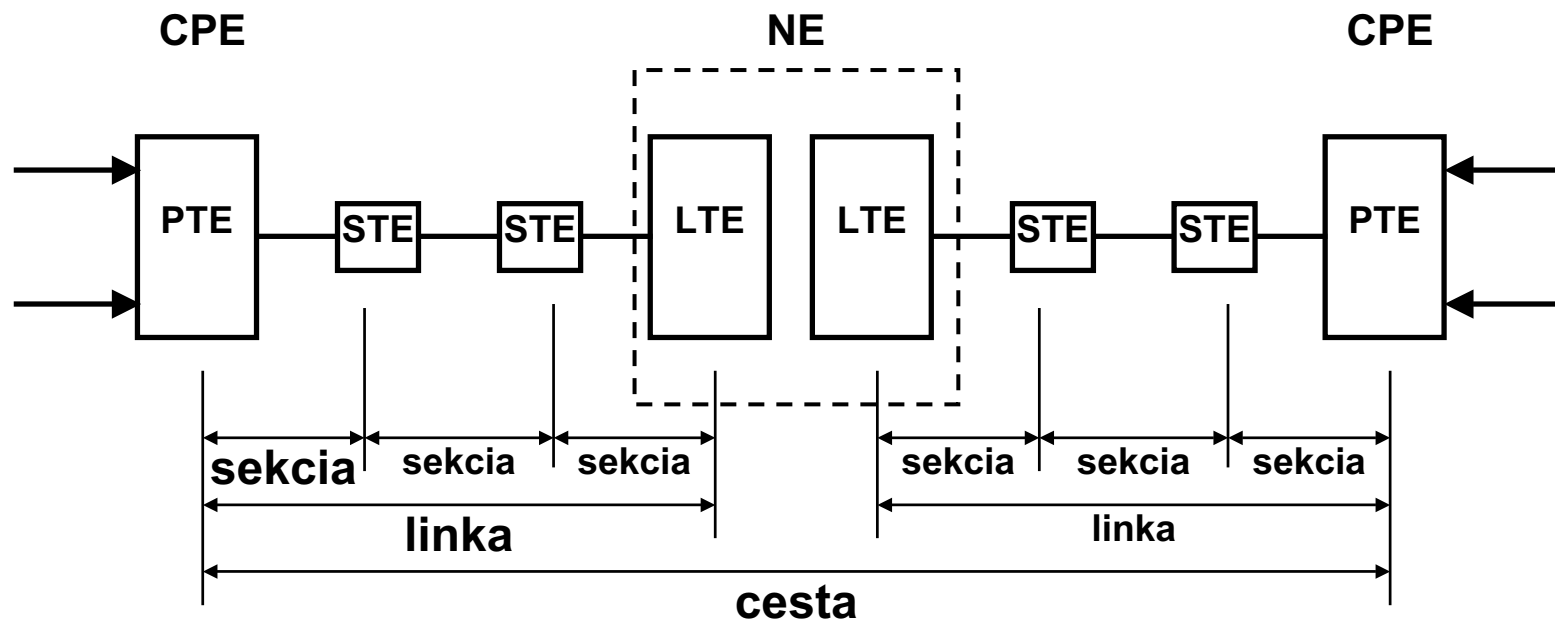 CPE NE CPE
PTE STE STE LTE LTE STE STE PTE
sekcia sekcia sekcia sekcia sekcia sekcia
linka linka
cesta